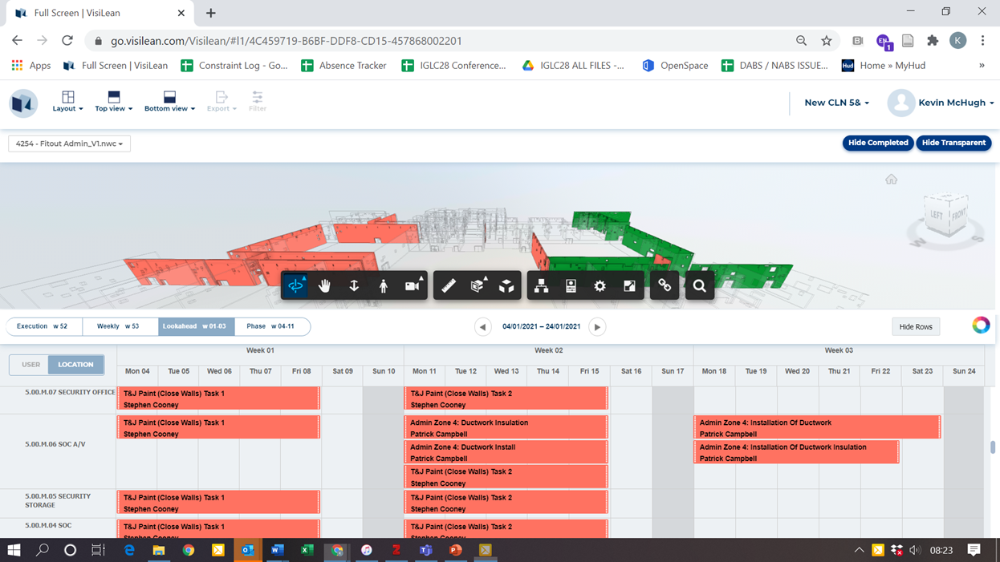 Full Screen | VisiLean
go.visilean.com/Visilean/#l1/4C459719-B6BF-DDF8-CD15-457868002201
BI
EN
1
K
Apps
Full Screen | VisiLean
Constraint Log - Go...
Absence Tracker
IGLC28 Conference...
IGLC28 ALL FILES -...
OpenSpace
DABS / NABS ISSUE...
Hud
Home » MyHud
»
Layout
Top view
Bottom view
Export
Filter
New CLN 5&
Kevin McHugh
4254 - Fitout Admin_V1.nwc
Hide Completed
Hide Transparent
LEFT
FRONT
W
S
Execution w 52
Weekly w 53
Lookahead w 01-03
Phase w 04-11
04/01/2021 – 24/01/2021
Hide Rows
USER
LOCATION
Week 01
Week 02
Week 03
Mon 04
Tue 05
Wed 06
Thu 07
Fri 08
Sat 09
Sun 10
Mon 11
Tue 12
Wed 13
Thu 14
Fri 15
Sat 16
Sun 17
Mon 18
Tue 19
Wed 20
Thu 21
Fri 22
Sat 23
Sun 24
5.00.M.07 SECURITY OFFICE
T&J Paint (Close Walls) Task 1
Stephen Cooney
T&J Paint (Close Walls) Task 2
Stephen Cooney
5.00.M.06 SOC A/V
T&J Paint (Close Walls) Task 1
Stephen Cooney
Admin Zone 4: Ductwork Insulation
Patrick Campbell
Admin Zone 4: Ductwork Install
Patrick Campbell
T&J Paint (Close Walls) Task 2
Stephen Cooney
Admin Zone 4: Installation Of Ductwork
Patrick Campbell
Admin Zone 4: Installation Of Ductwork Insulation
Patrick Campbell
5.00.M.05 SECURITY
STORAGE
T&J Paint (Close Walls) Task 1
Stephen Cooney
T&J Paint (Close Walls) Task 2
Stephen Cooney
5.00.M.04 SOC
T&J Paint (Close Walls) Task 1
Stephen Cooney
T&J Paint (Close Walls) Task 2
Stephen Cooney
08:23